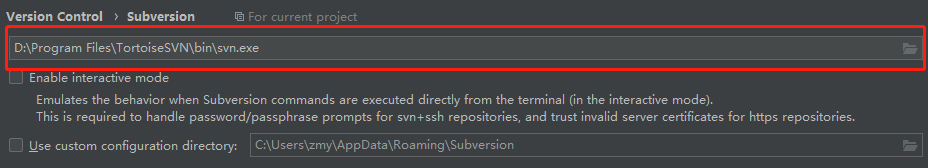 Version Control › Subversion For current project
D:\Program Files\TortoiseSVN\bin\svn.exe
Enable interactive mode
Emulates the behavior when Subversion commands are executed directly from the terminal (in the interactive mode).
This is required to handle password/passphrase prompts for svn+ssh repositories, and trust invalid server certificates for https repositories.
Use custom configuration directory: C:\Users\zmy\AppData\Roaming\Subversion